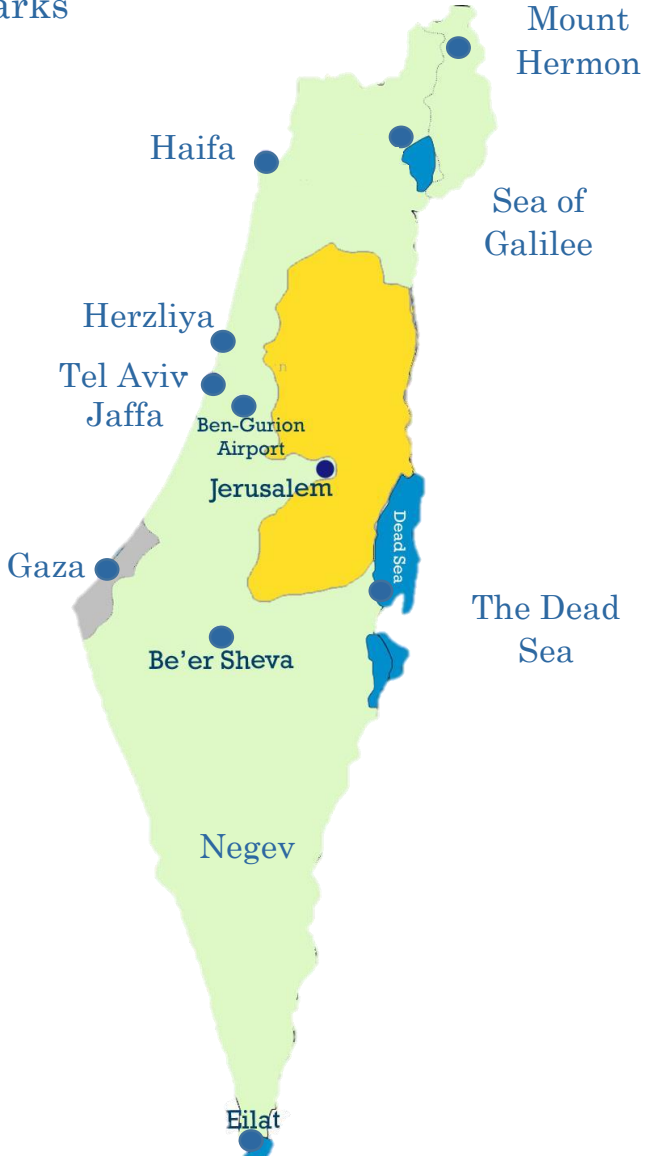 arks
Mount
Hermon
Haifa
Sea of
Galilee
Herzliya
n
Tel Aviv
Jaffa
Ben-Gurion
Airport
Jerusalem
Dead Sea
Gaza
The Dead
Sea
Be’er Sheva
Negev
Eilat